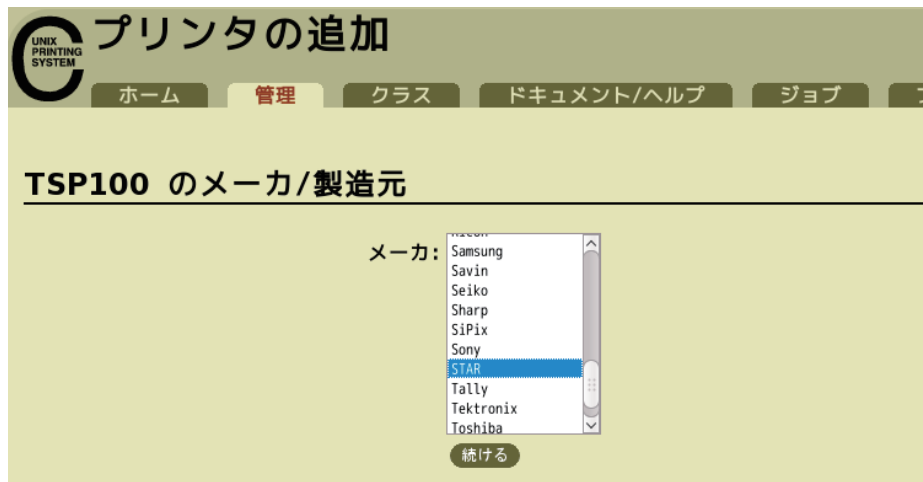 UNIX
PRINTING
SYSTEM
プリンタの追加
ホーム 管理 クラス ドキュメント/ヘルプ ジョブ
TSP100 のメーカ/製造元
メーカ:
Samsung
Savin
Seiko
Sharp
SiPix
Sony
STAR
Tally
Tektronix
Toshiba
続ける